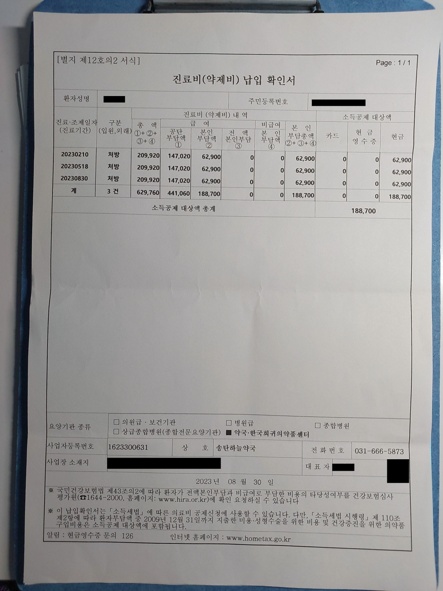 [별지 제12호의2 서식]
Page : 1 / 1
진료비(약제비) 납입 확인서
환자성명
주민등록번호
진료·조제일자 (진료기간)
구분 (입원,외래)
진료비 (약제비) 내역
소득공제 대상액
총 액 ①+②+③+④
급 여
비급여
공단 부담액 ①
본인 부담액 ②
전 액 본인부담 ③
본 인 부담액 ④
본 인 부담총액 ②+③+④
카드
현 금 영수증
현금
20230210 처방 209,920 147,020 62,900 0 0 62,900 0 0 62,900
20230518 처방 209,920 147,020 62,900 0 0 62,900 0 0 62,900
20230830 처방 209,920 147,020 62,900 0 0 62,900 0 0 62,900
계 3 건 629,760 441,060 188,700 0 0 188,700 0 0 188,700
소득공제 대상액 총계 188,700
요양기관 종류
□ 의원급·보건기관 □ 병원급 □ 종합병원
□ 상급종합병원(종합전문요양기관) ■ 약국·한국희귀의약품센터
사업자등록번호 1623300631 상 호 송탄하늘약국 전 화 번 호 031-666-5873
사업장 소재지
대 표 자
2023년 08 월 30 일
* 국민건강보험법 제43조의2에 따라 환자가 전액본인부담과 비급여로 부담한 비용의 타당성여부를 건강보험심사
평가원(☎1644-2000, 홈페이지: www.hira.or.kr)에 확인 요청하실 수 있습니다
* 이 납입확인서는 「소득세법」에 따른 의료비 공제신청에 사용할 수 있습니다. 다만, 「소득세법 시행령」 제 110조
제2항에 따라 환자부담액 중 2009년 12월 31일까지 지출한 미용·성형수술을 위한 비용 및 건강증진을 위한 의약품
구입비용은 소득공제 대상액에 포함됩니다.
알림 : 현금영수증 문의 126 인터넷 홈페이지 : www.hometax.go.kr